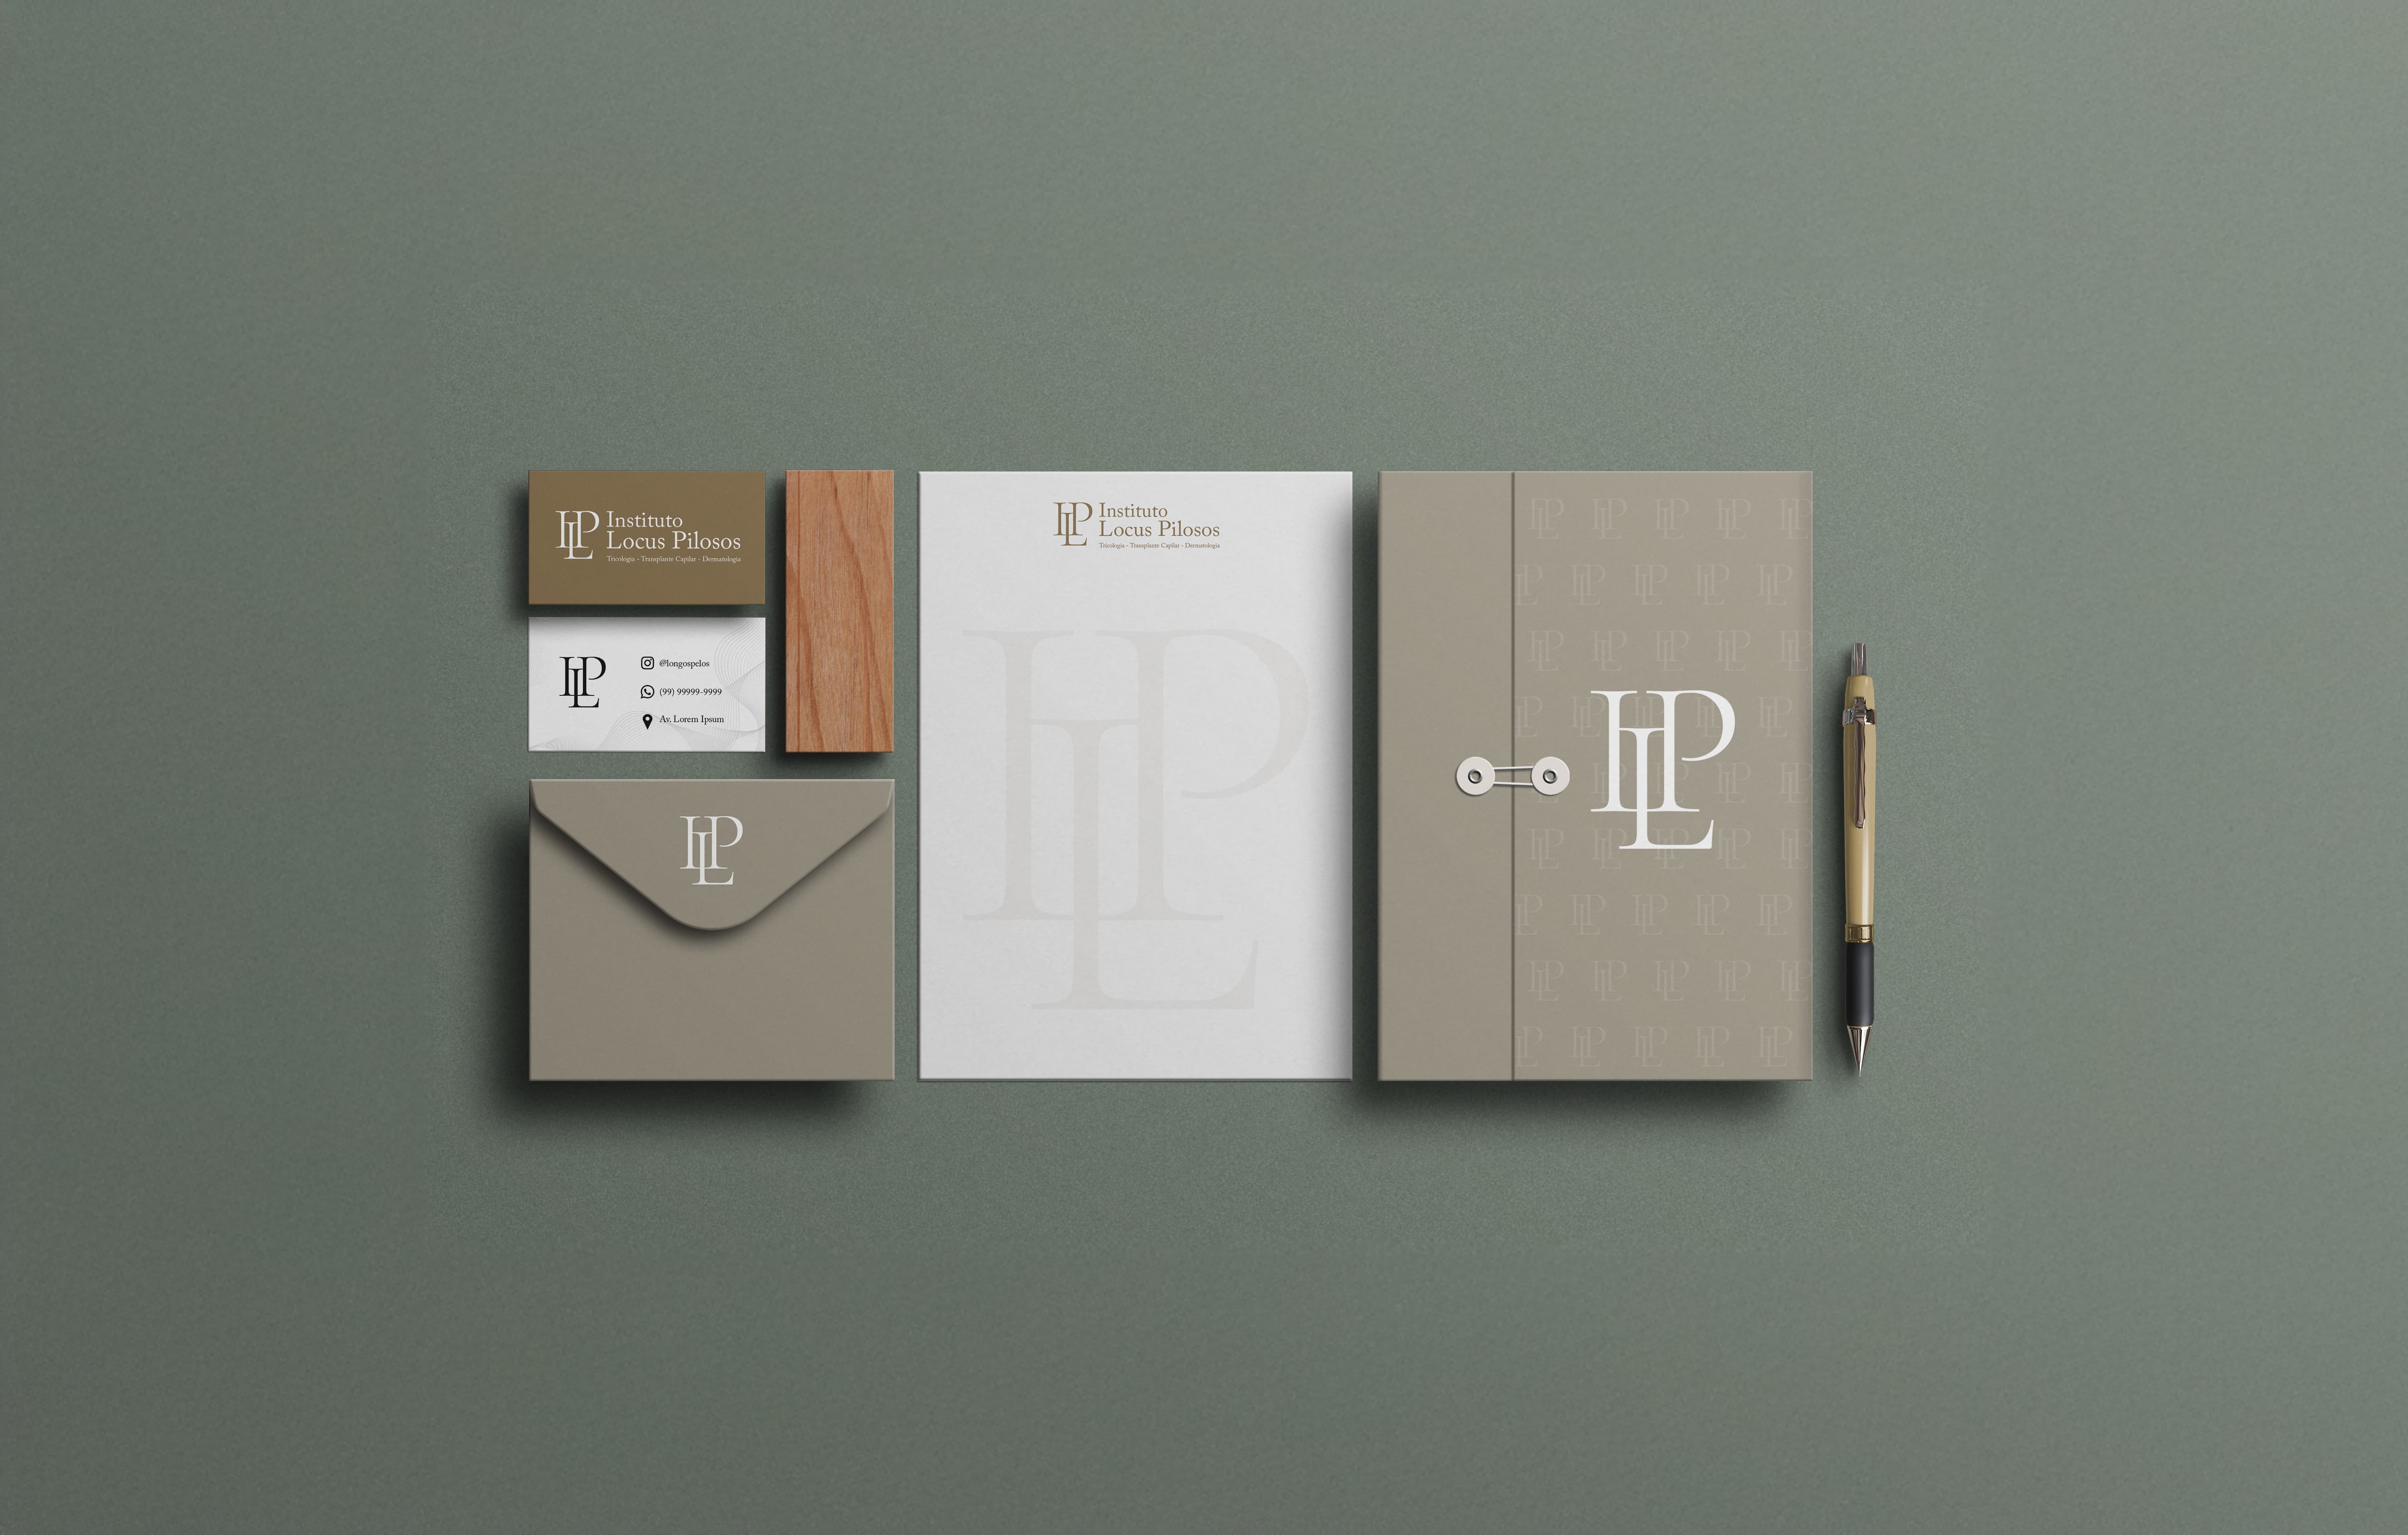 ILP Instituto
Locus Pilosos
Tricologia - Transplante Capilar - Dermatologia
ILP
@longospelos
(99) 99999-9999
Av. Lorem Ipsum
ILP
ILP Instituto
Locus Pilosos
Tricologia - Transplante Capilar - Dermatologia
ILP
ILP